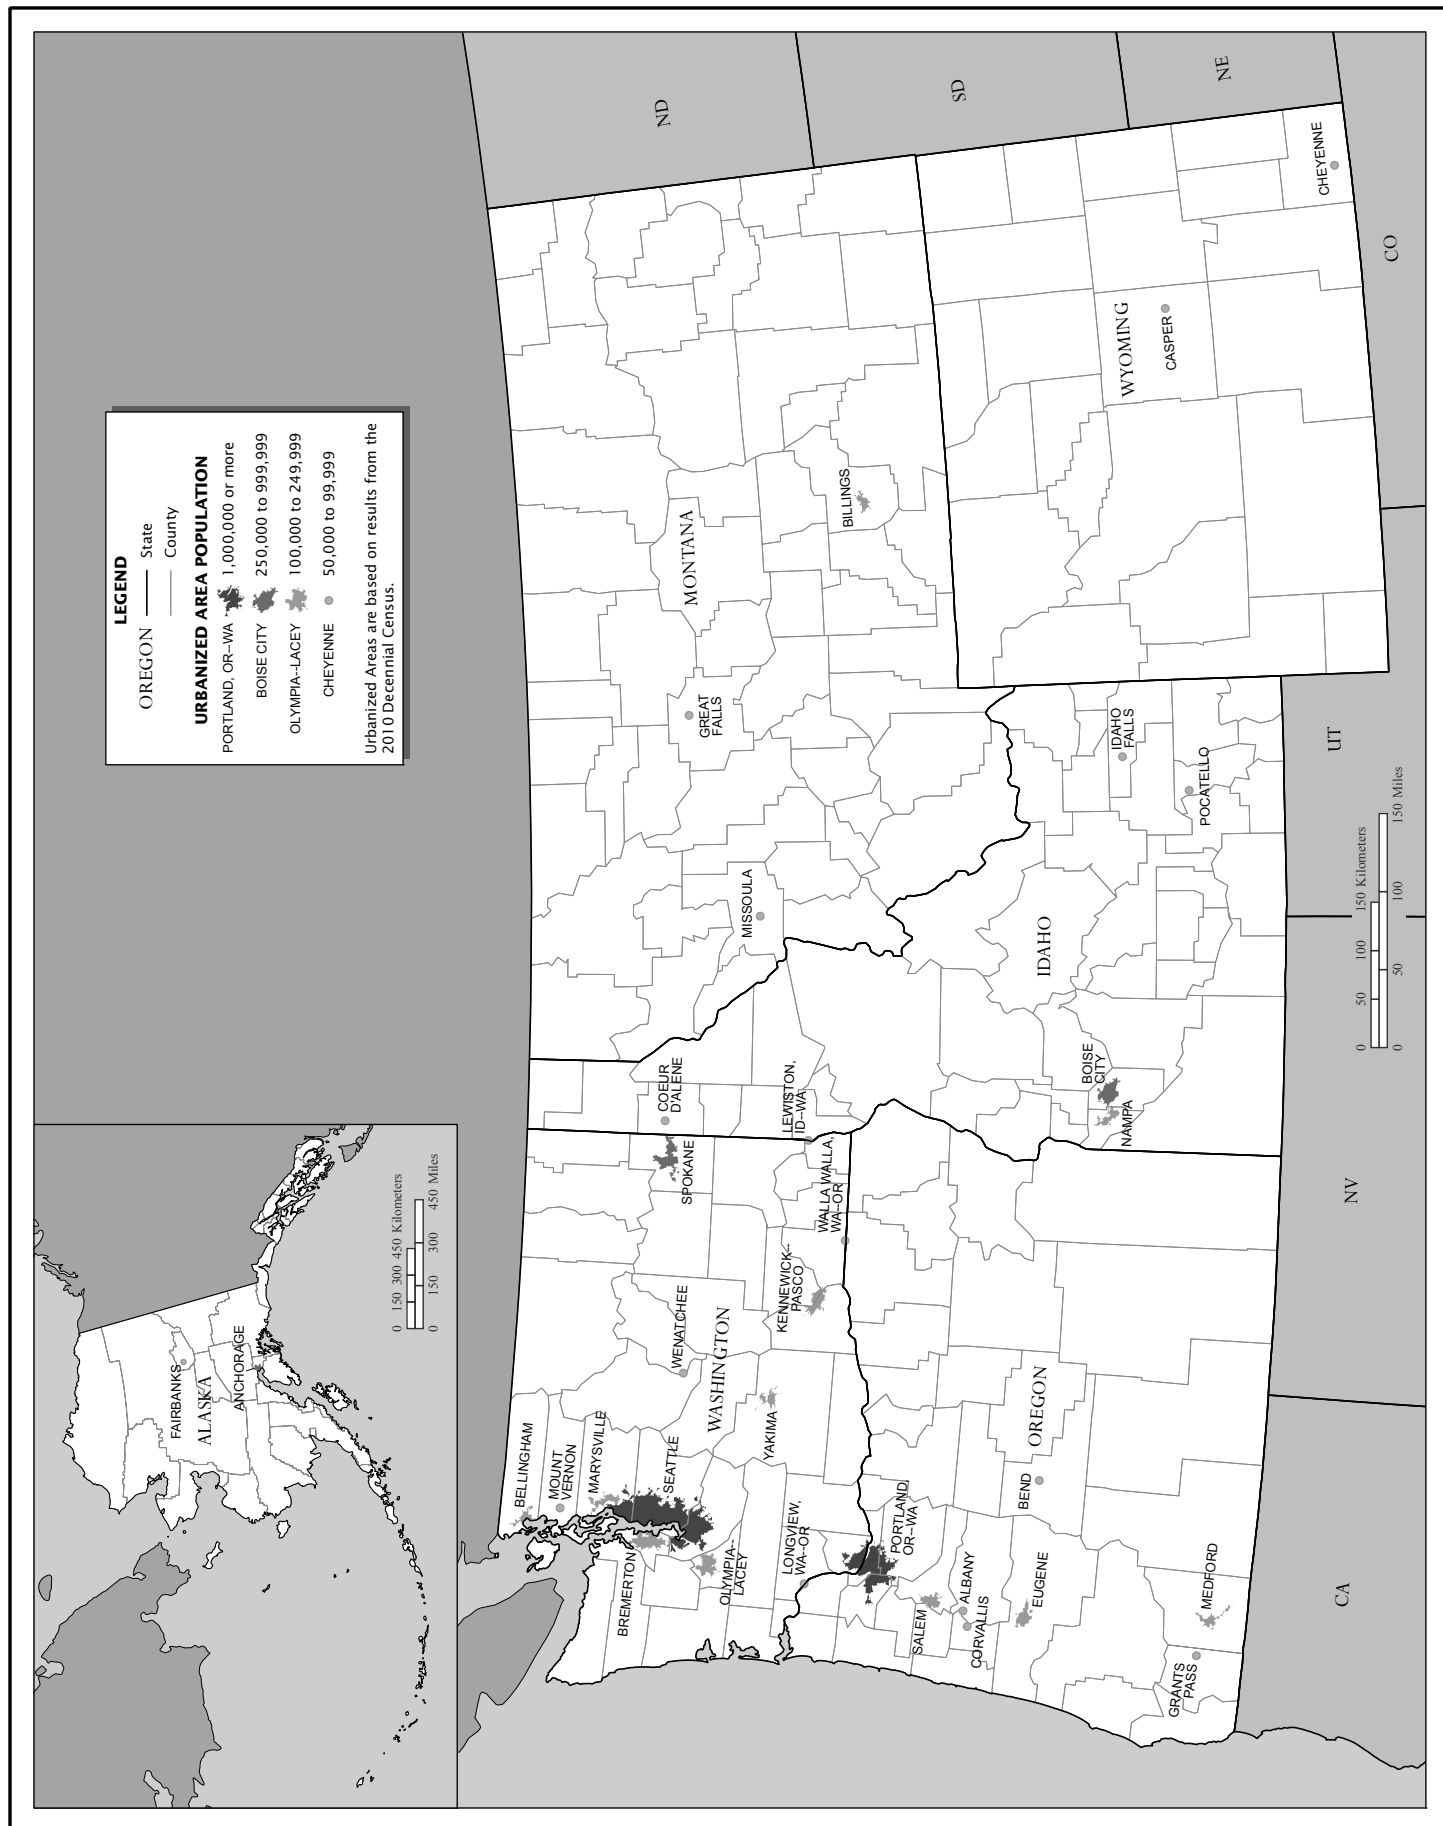 LEGEND
OREGON
State
County
URBANIZED AREA POPULATION
PORTLAND, OR–WA 1,000,000 or more
BOISE CITY 250,000 to 999,999
OLYMPIA--LACEY 100,000 to 249,999
CHEYENNE 50,000 to 99,999
Urbanized Areas are based on results from the
2010 Decennial Census.
FAIRBANKS
ALASKA
ANCHORAGE
0 150 300 450 Kilometers
0 150 300 450 Miles
BELLINGHAM
MOUNT
VERNON
MARYSVILLE
SEATTLE
BREMERTON
OLYMPIA--
LACEY
WENATCHEE
WASHINGTON
YAKIMA
KENNEWICK--
PASCO
WALLA WALLA,
WA--OR
SPOKANE
LONGVIEW,
WA--OR
COEUR
D'ALENE
LEWISTON,
ID--WA
PORTLAND,
OR--WA
SALEM
ALBANY
CORVALLIS
EUGENE
BEND
OREGON
MEDFORD
GRANTS
PASS
BOISE
CITY
NAMPA
IDAHO
IDAHO
FALLS
POCATELLO
MISSOULA
GREAT
FALLS
MONTANA
BILLINGS
WYOMING
CASPER
CHEYENNE
ND
SD
NE
CO
UT
NV
CA
0 50 100 150 Kilometers
0 50 100 150 Miles